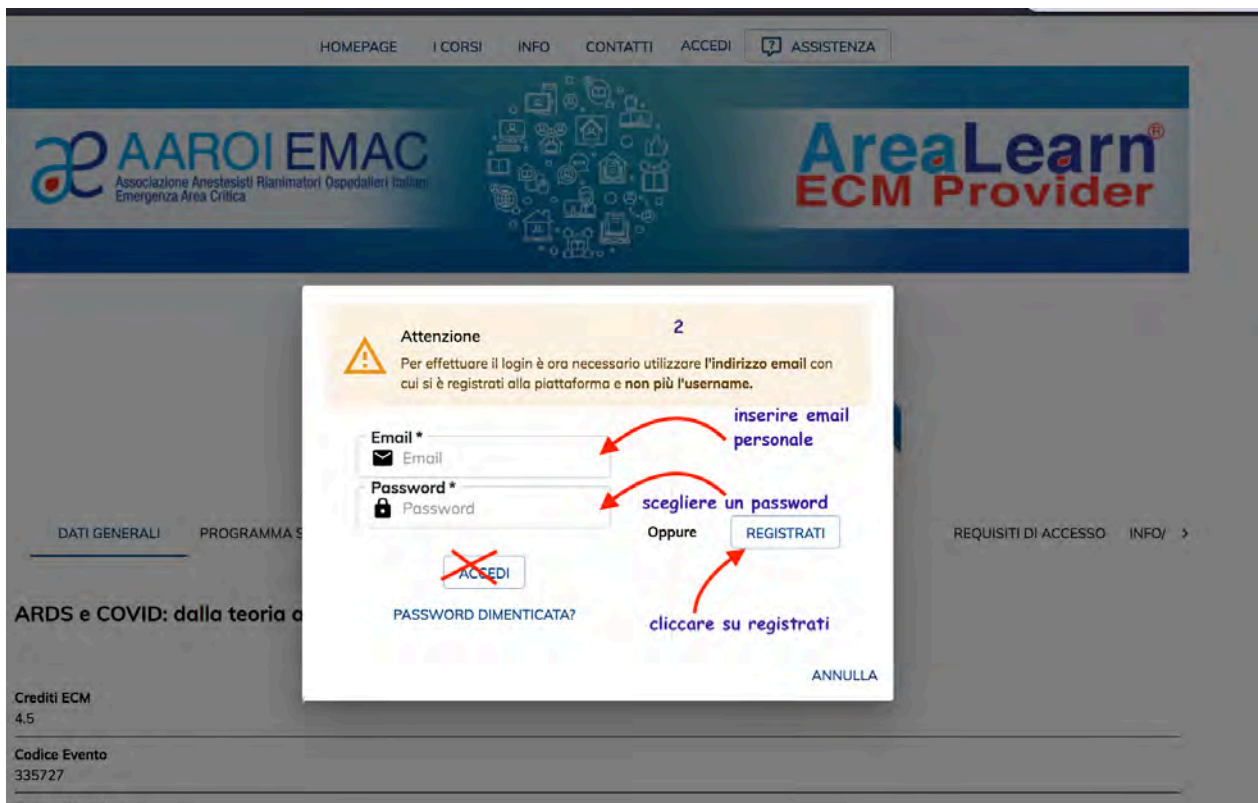 HOMEPAGE I CORSI INFO CONTATTI ACCEDI ASSISTENZA
AAROI EMAC
Associazione Anestesisti Rianimatori Ospedalieri Italiani
Emergenza Area Critica
AreaLearn®
ECM Provider
Attenzione
2
Per effettuare il login è ora necessario utilizzare l'indirizzo email con
cui si è registrati alla piattaforma e non più l'username.
inserire email
personale
Email *
Email
Password *
Password
scegliere un password
Oppure REGISTRATI
ACCEDI
PASSWORD DIMENTICATA?
cliccare su registrati
ANNULLA
DATI GENERALI PROGRAMMA S REQUISITI DI ACCESSO INFO/ >
ARDS e COVID: dalla teoria a
Crediti ECM
4.5
Codice Evento
335727